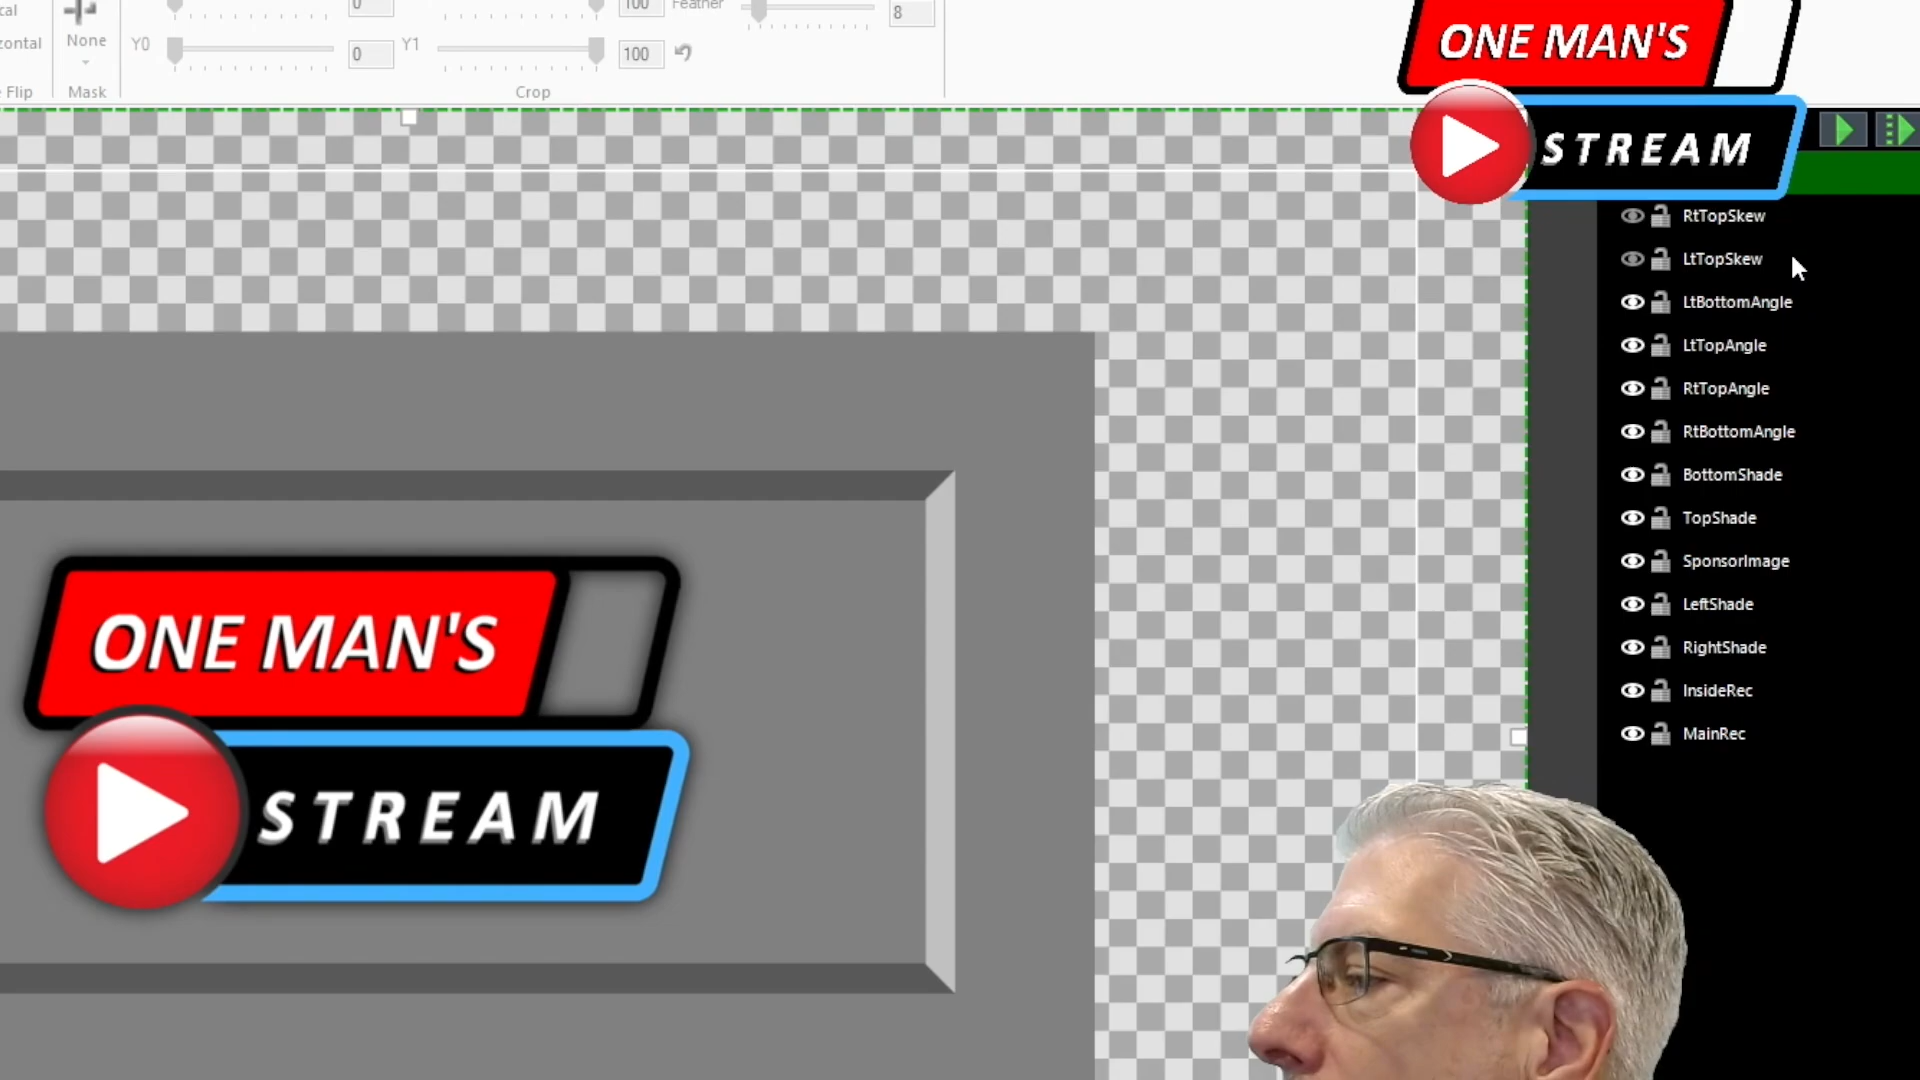 cal
0
100
Feather
8
ontal
None
Y0
0
Y1
100
e Flip
Mask
Crop
ONE MAN'S
STREAM
RtTopSkew
LtTopSkew
LtBottomAngle
LtTopAngle
RtTopAngle
RtBottomAngle
BottomShade
TopShade
SponsorImage
LeftShade
RightShade
InsideRec
MainRec
ONE MAN'S
STREAM